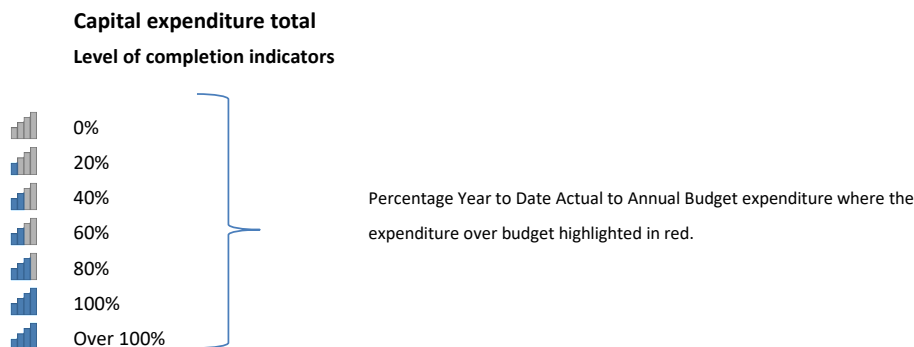 Capital expenditure total
Level of completion indicators
0%
20%
40%
60%
80%
100%
Over 100%
Percentage Year to Date Actual to Annual Budget expenditure where the
expenditure over budget highlighted in red.